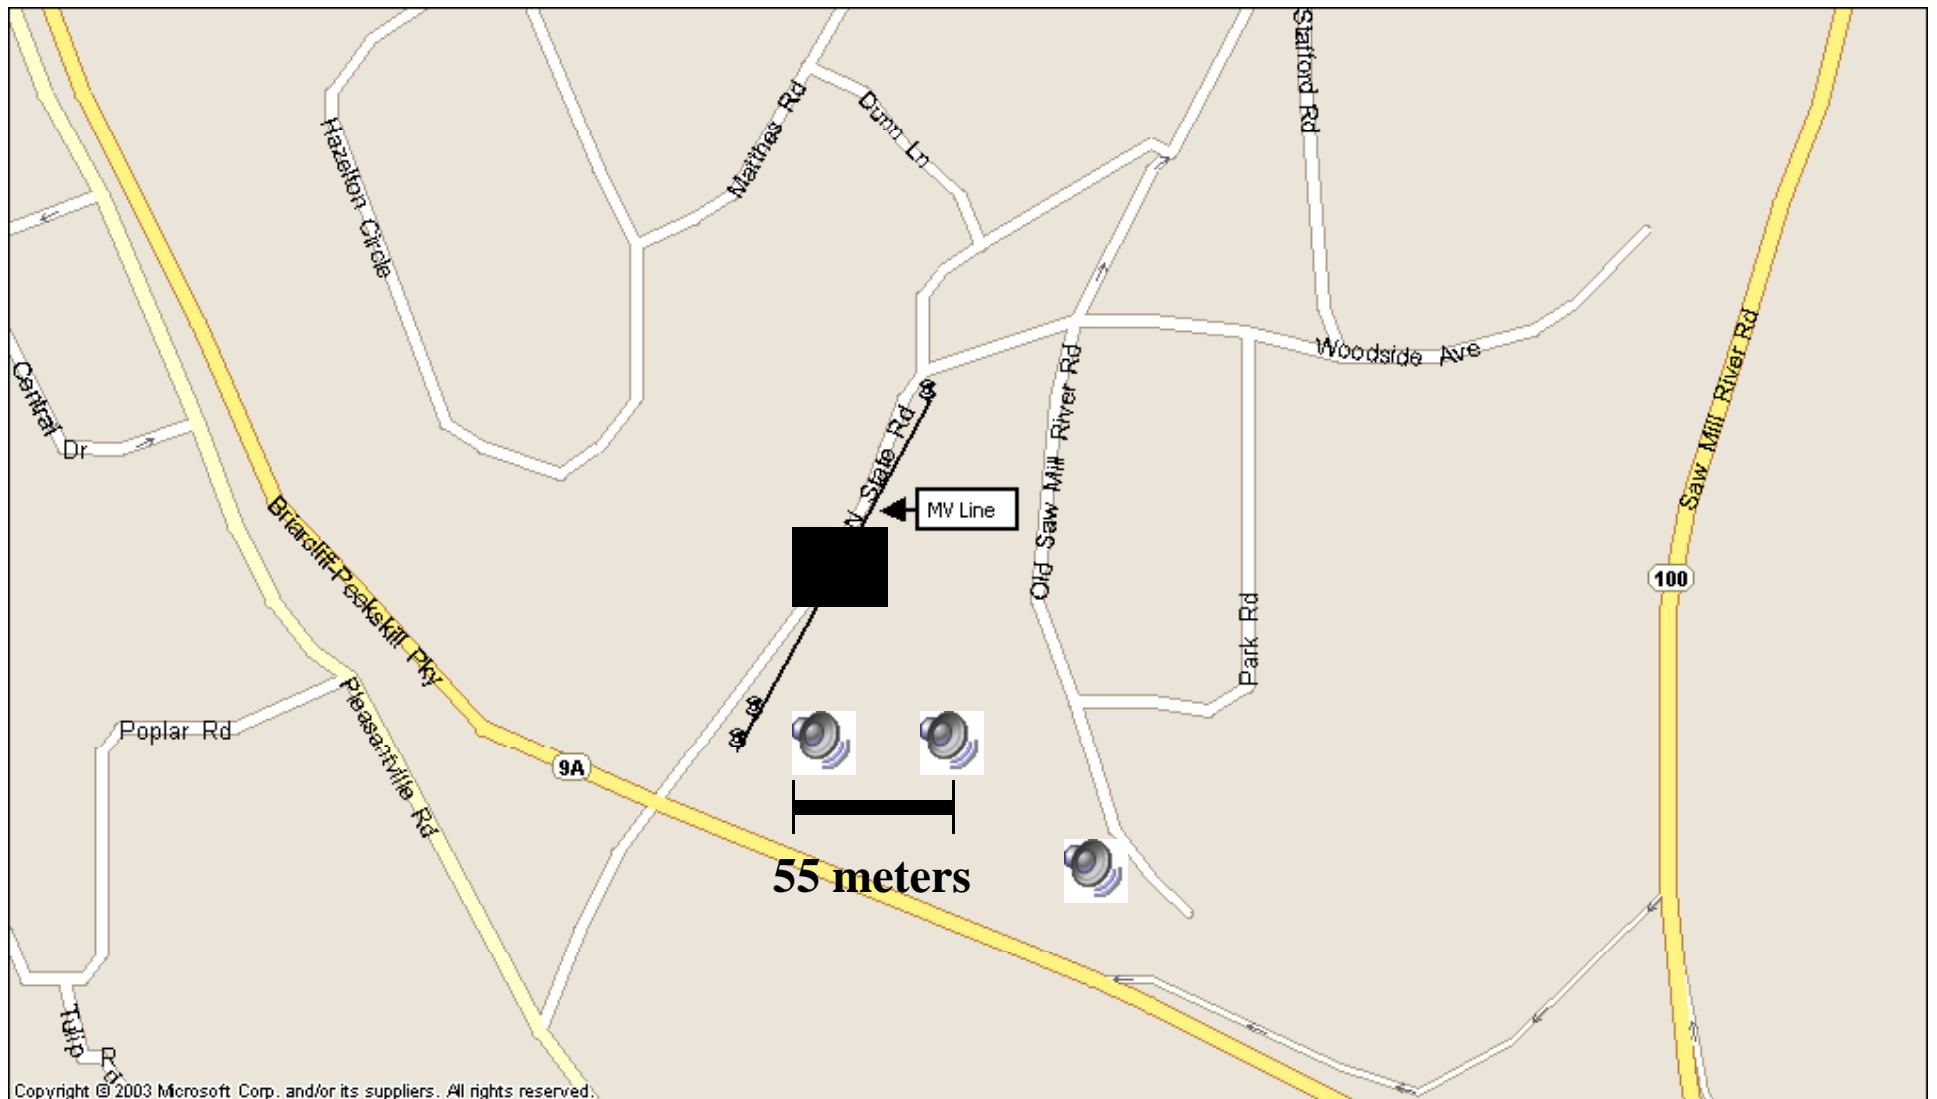 Stafford Rd
Matthes Rd
Dunn Ln
Hazelton Circle
Woodside Ave
Saw Mill River Rd
Central Dr
N State Rd
Old Saw Mill River Rd
MV Line
Briarcliff-Peekskill Pky
100
Park Rd
Poplar Rd
Pleasantville Rd
9A
55 meters
Tulip Rd
Copyright © 2003 Microsoft Corp. and/or its suppliers. All rights reserved.